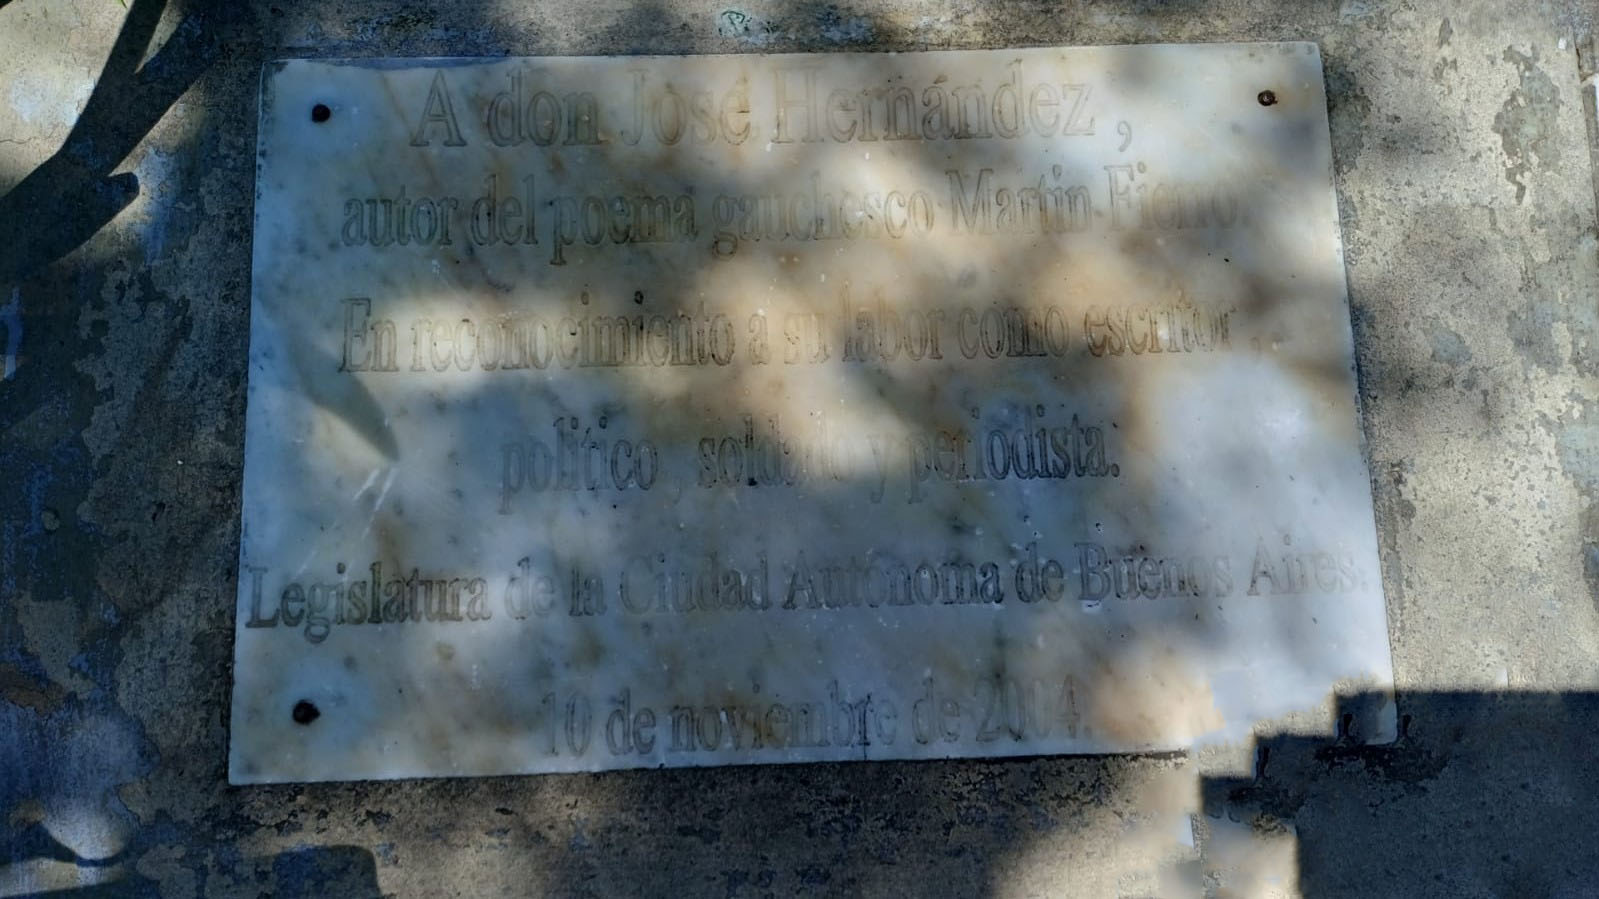 A don José Hernández ,
autor del poema gauchesco Martín Fierro.
En reconocimiento a su labor como escritor ,
político , soldado y periodista.
Legislatura de la Ciudad Autónoma de Buenos Aires.
10 de noviembre de 2004.